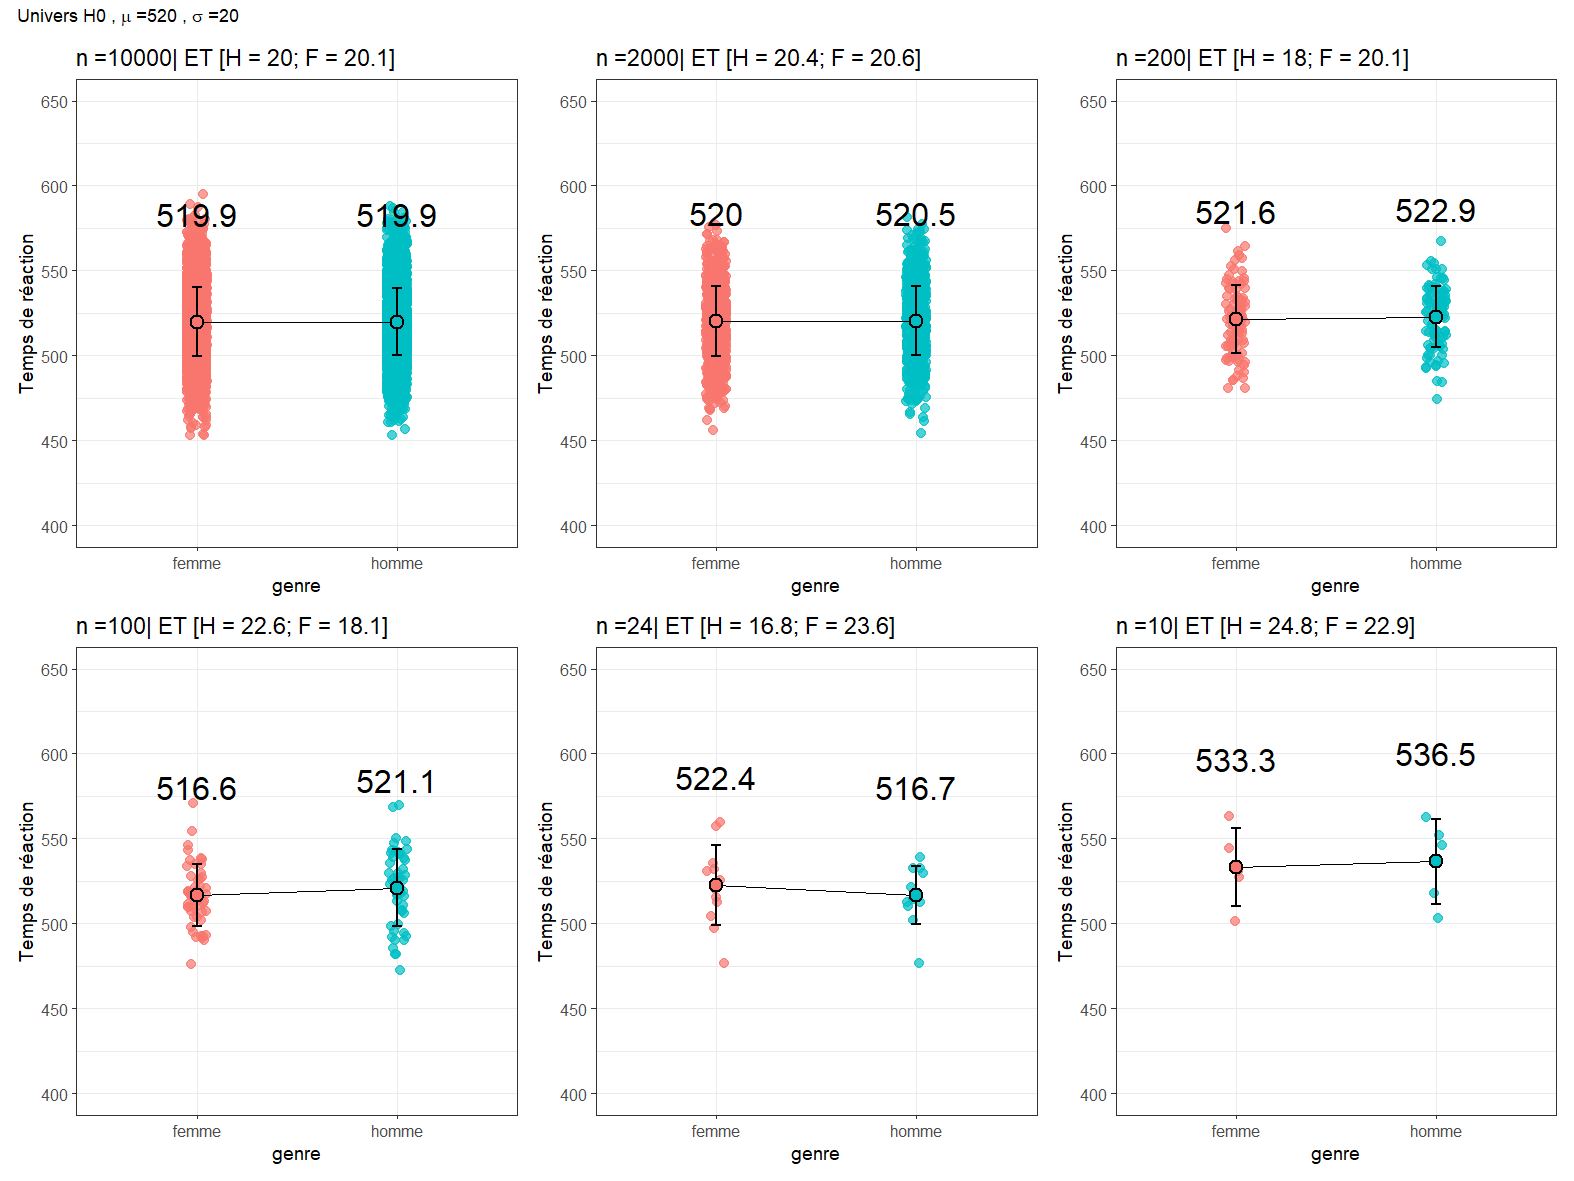 Univers H0 , μ =520 , σ =20
n =10000| ET [H = 20; F = 20.1]
n =2000| ET [H = 20.4; F = 20.6]
n =200| ET [H = 18; F = 20.1]
650
600
550
500
450
400
Temps de réaction
519.9
519.9
femme
homme
genre
650
600
550
500
450
400
Temps de réaction
520
520.5
femme
homme
genre
650
600
550
500
450
400
Temps de réaction
521.6
522.9
femme
homme
genre
n =100| ET [H = 22.6; F = 18.1]
n =24| ET [H = 16.8; F = 23.6]
n =10| ET [H = 24.8; F = 22.9]
650
600
550
500
450
400
Temps de réaction
516.6
521.1
femme
homme
genre
650
600
550
500
450
400
Temps de réaction
522.4
516.7
femme
homme
genre
650
600
550
500
450
400
Temps de réaction
533.3
536.5
femme
homme
genre